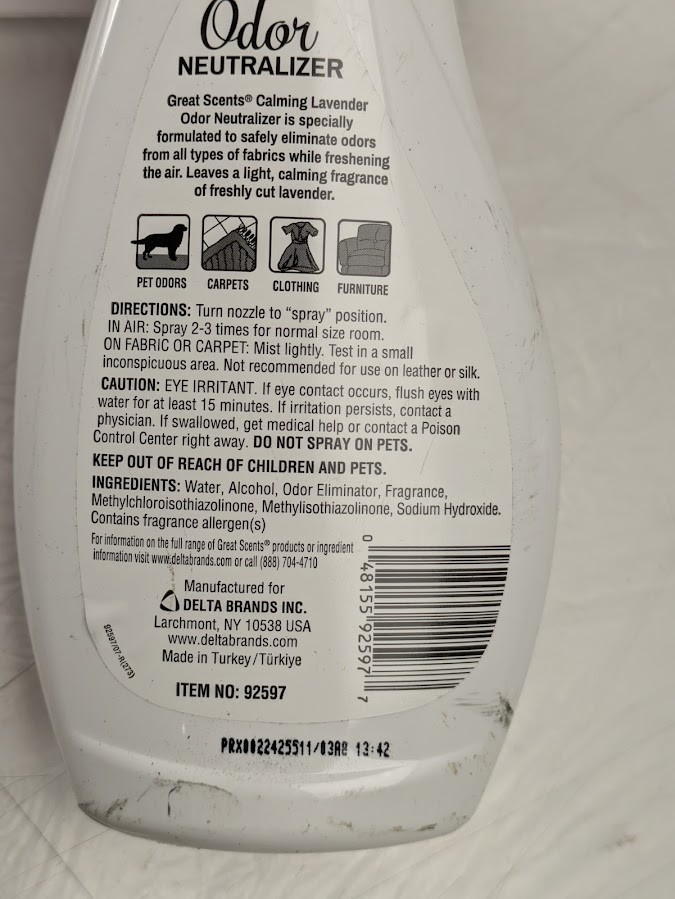 Odor
NEUTRALIZER
Great Scents® Calming Lavender
Odor Neutralizer is specially
formulated to safely eliminate odors
from all types of fabrics while freshening
the air. Leaves a light, calming fragrance
of freshly cut lavender.
PET ODORS CARPETS CLOTHING FURNITURE
DIRECTIONS: Turn nozzle to “spray” position.
IN AIR: Spray 2-3 times for normal size room.
ON FABRIC OR CARPET: Mist lightly. Test in a small
inconspicuous area. Not recommended for use on leather or silk.
CAUTION: EYE IRRITANT. If eye contact occurs, flush eyes with
water for at least 15 minutes. If irritation persists, contact a
physician. If swallowed, get medical help or contact a Poison
Control Center right away. DO NOT SPRAY ON PETS.
KEEP OUT OF REACH OF CHILDREN AND PETS.
INGREDIENTS: Water, Alcohol, Odor Eliminator, Fragrance,
Methylchloroisothiazolinone, Methylisothiazolinone, Sodium Hydroxide.
Contains fragrance allergen(s)
For information on the full range of Great Scents® products or ingredient
information visit www.deltabrands.com or call (888) 704-4710
Manufactured for
DELTA BRANDS INC.
Larchmont, NY 10538 USA
www.deltabrands.com
Made in Turkey/Türkiye
ITEM NO: 92597
92597/07-R(273)
0 48155 92597 7
PRX0022425511/03A8 13:42